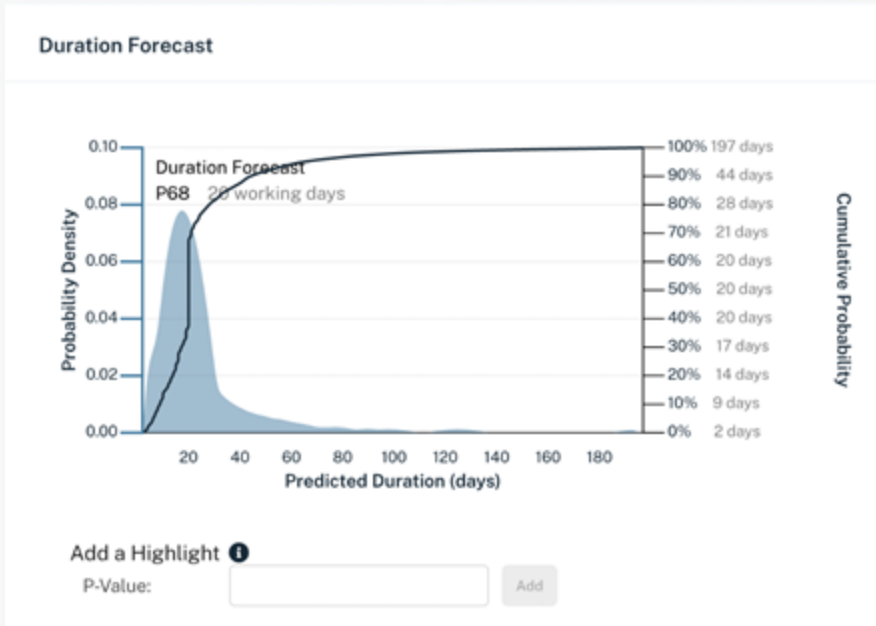 Duration Forecast
Duration Forecast
P68 20 working days
Probability Density
0.10
0.08
0.06
0.04
0.02
0.00
100% 197 days
90% 44 days
80% 28 days
70% 21 days
60% 20 days
50% 20 days
40% 20 days
30% 17 days
20% 14 days
10% 9 days
0% 2 days
Cumulative Probability
20 40 60 80 100 120 140 160 180
Predicted Duration (days)
Add a Highlight
P-Value:
Add